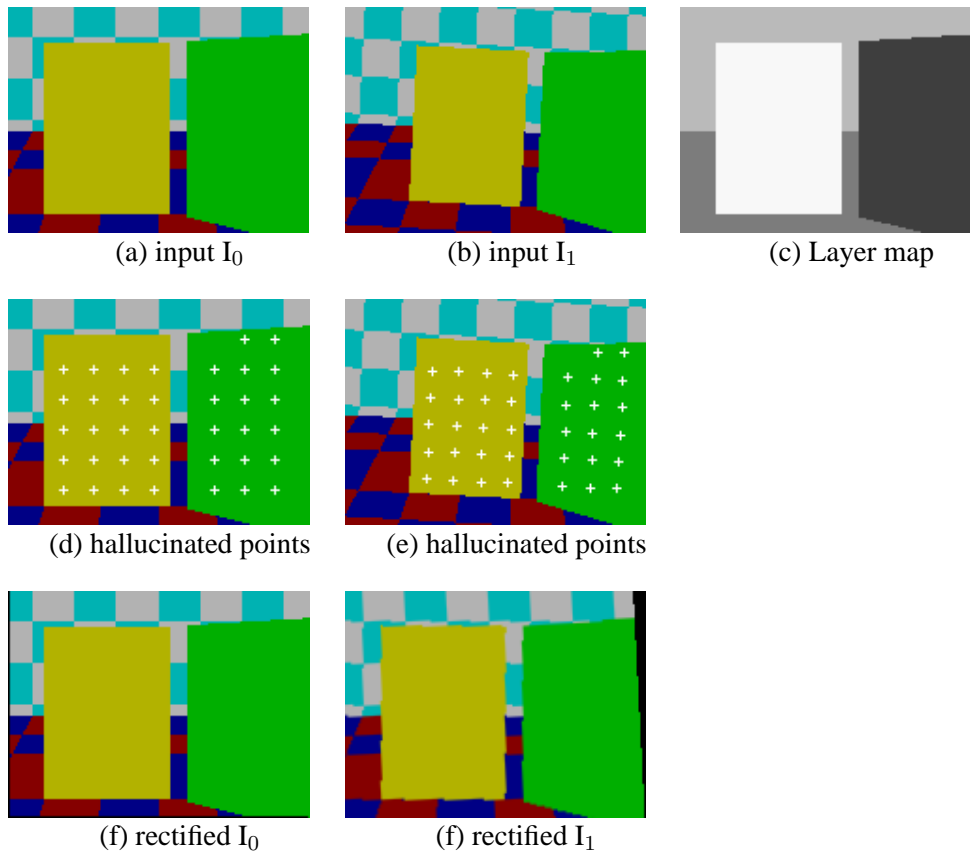 (a) input I₀
(b) input I₁
(c) Layer map
(d) hallucinated points
(e) hallucinated points
(f) rectified I₀
(f) rectified I₁